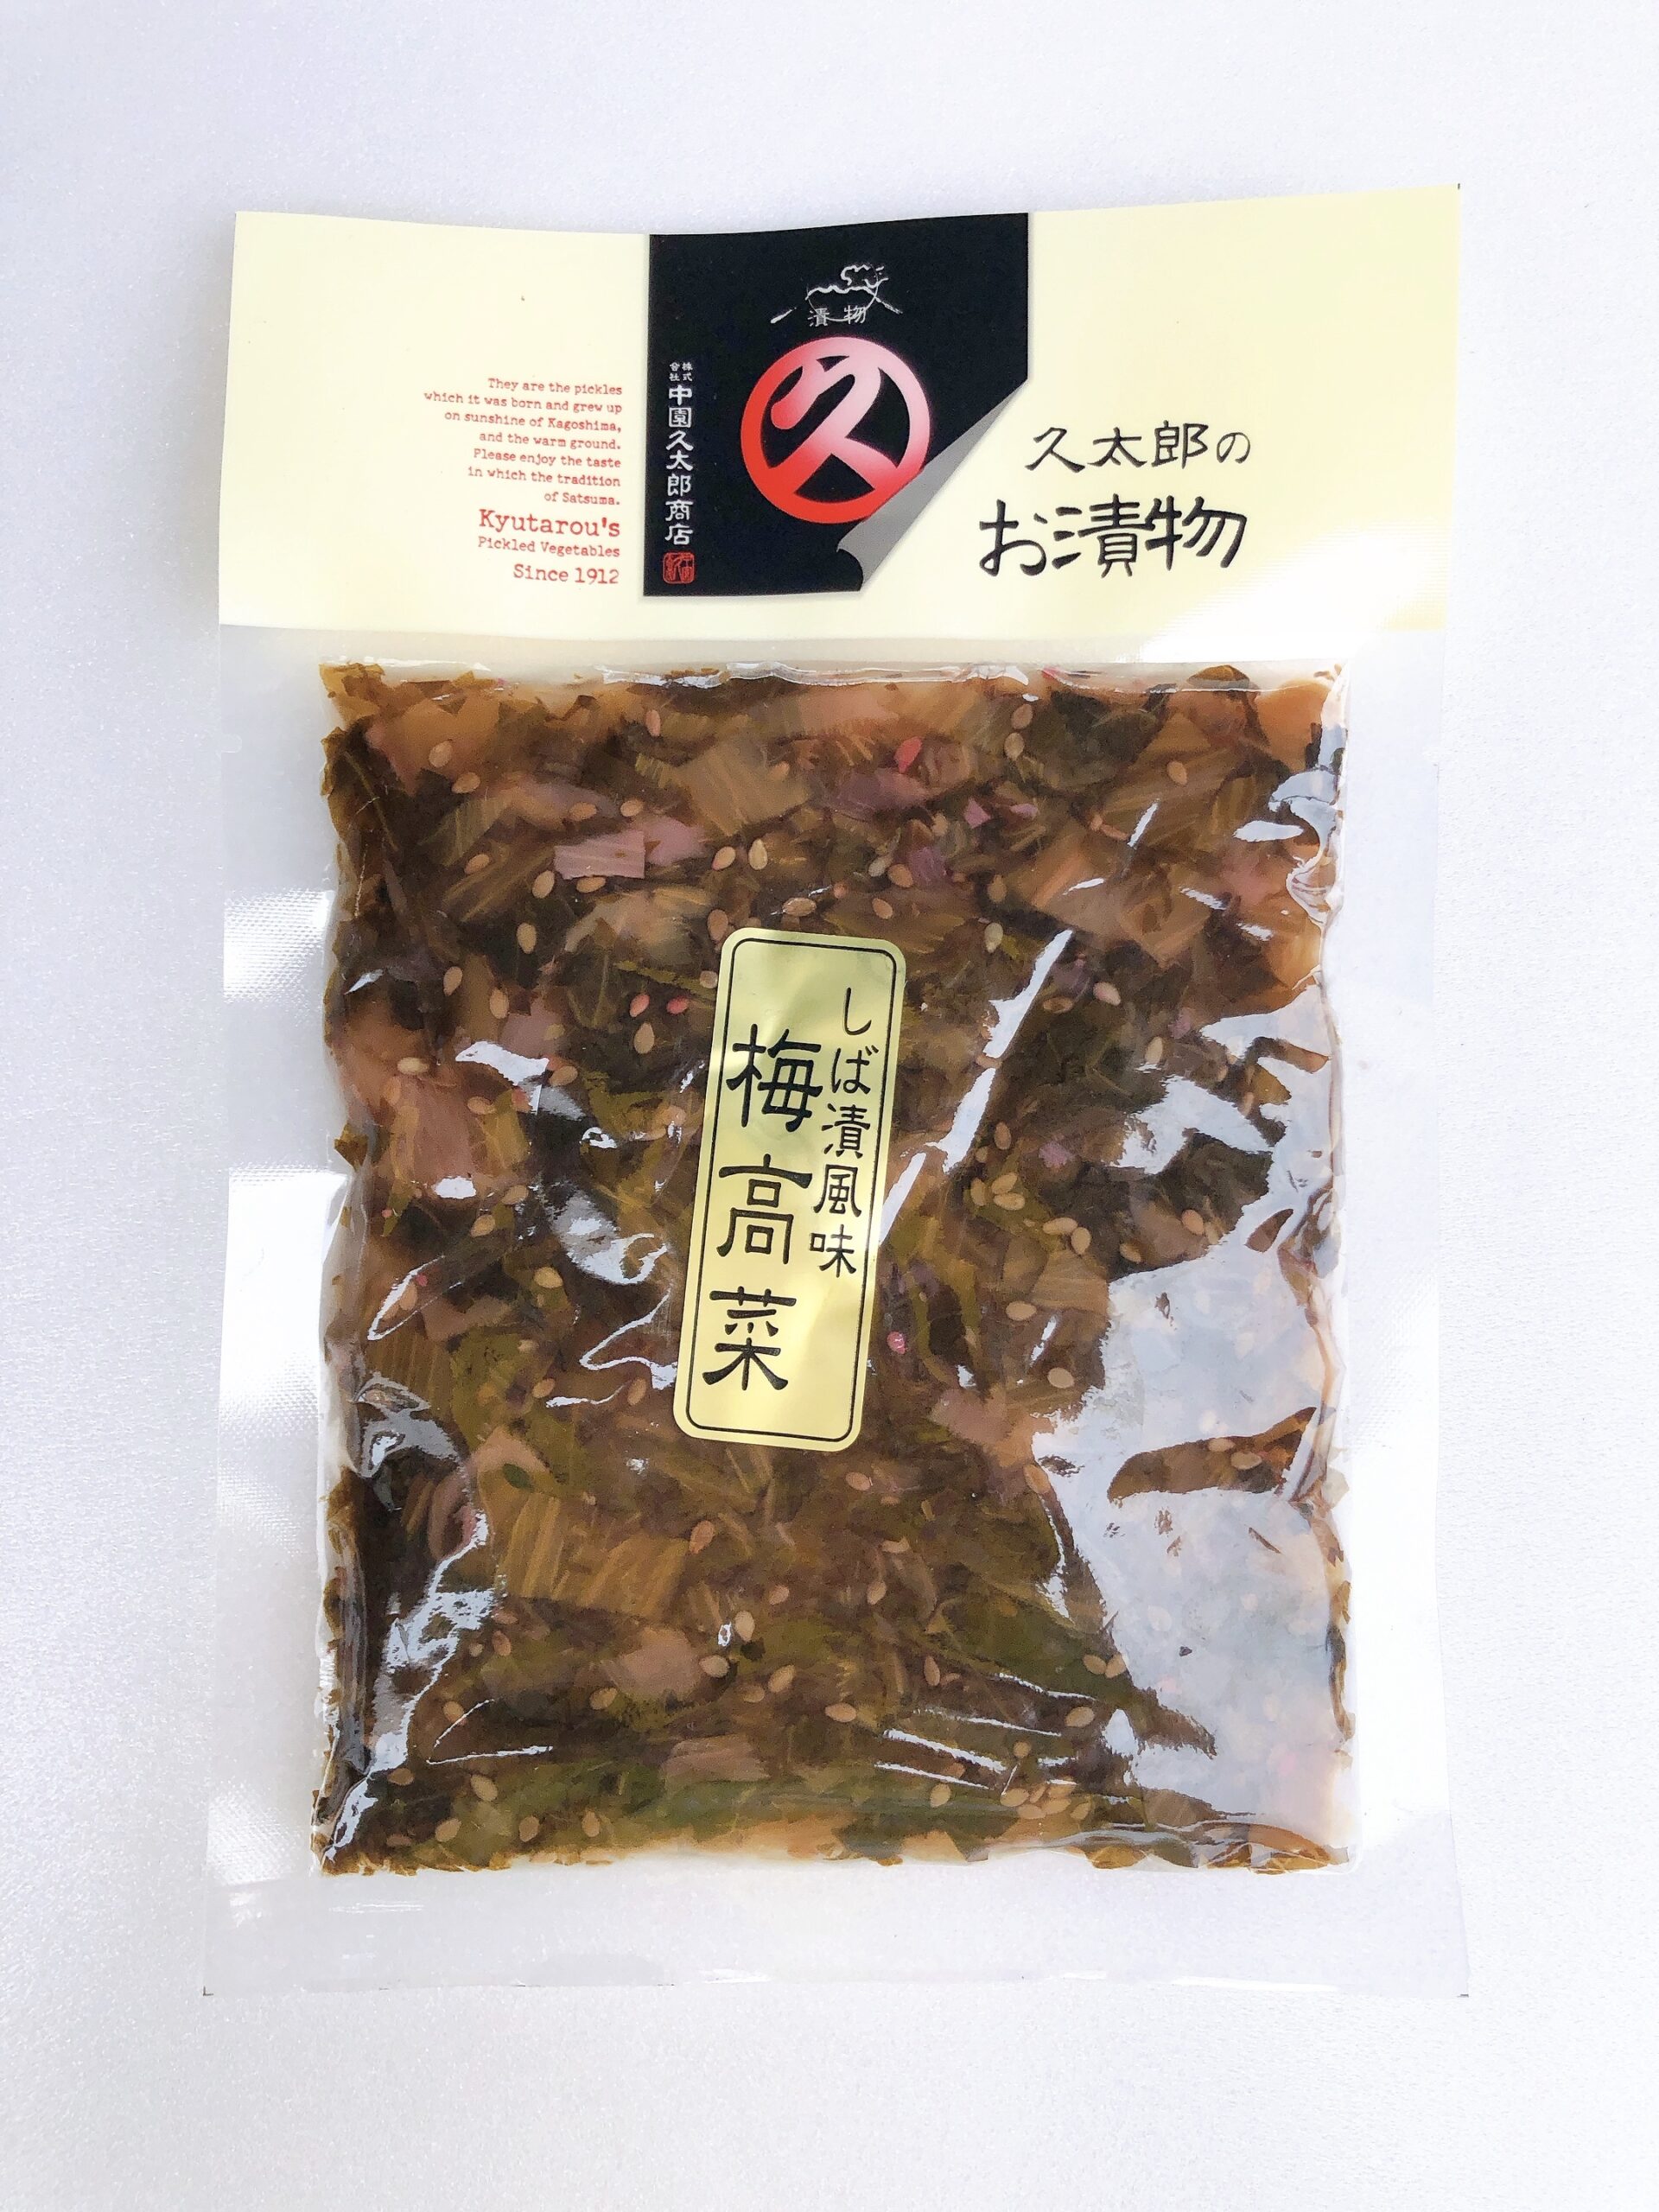 They are the pickles
which it was born and grew up
on sunshine of Kagoshima,
and the warm ground.
Please enjoy the taste
in which the tradition
of Satsuma.
Kyutarou's
Pickled Vegetables
Since 1912
漬物
久
株式
會社
中園久太郎商店
久太郎の
お漬物
しば漬風味
梅高菜